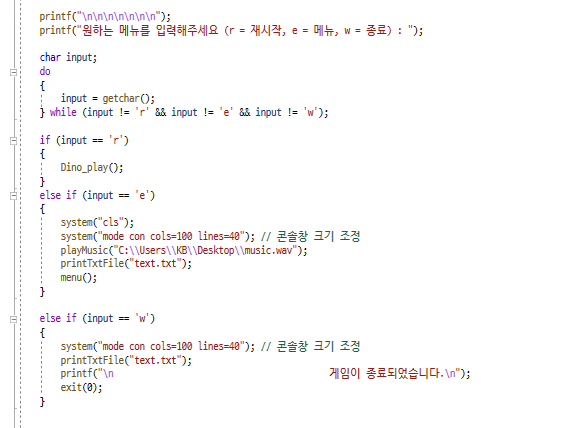 printf("\n\n\n\n\n\n\n");
printf("원하는 메뉴를 입력해주세요 (r = 재시작, e = 메뉴, w = 종료) : ");
char input;
do
{
input = getchar();
} while (input != 'r' && input != 'e' && input != 'w');
if (input == 'r')
{
Dino_play();
}
else if (input == 'e')
{
system("cls");
system("mode con cols=100 lines=40"); // 콘솔창 크기 조정
playMusic("C:\\Users\\KB\\Desktop\\music.wav");
printTxtFile("text.txt");
menu();
}
else if (input == 'w')
{
system("mode con cols=100 lines=40"); // 콘솔창 크기 조정
printTxtFile("text.txt");
printf("\n                                        게임이 종료되었습니다.\n");
exit(0);
}